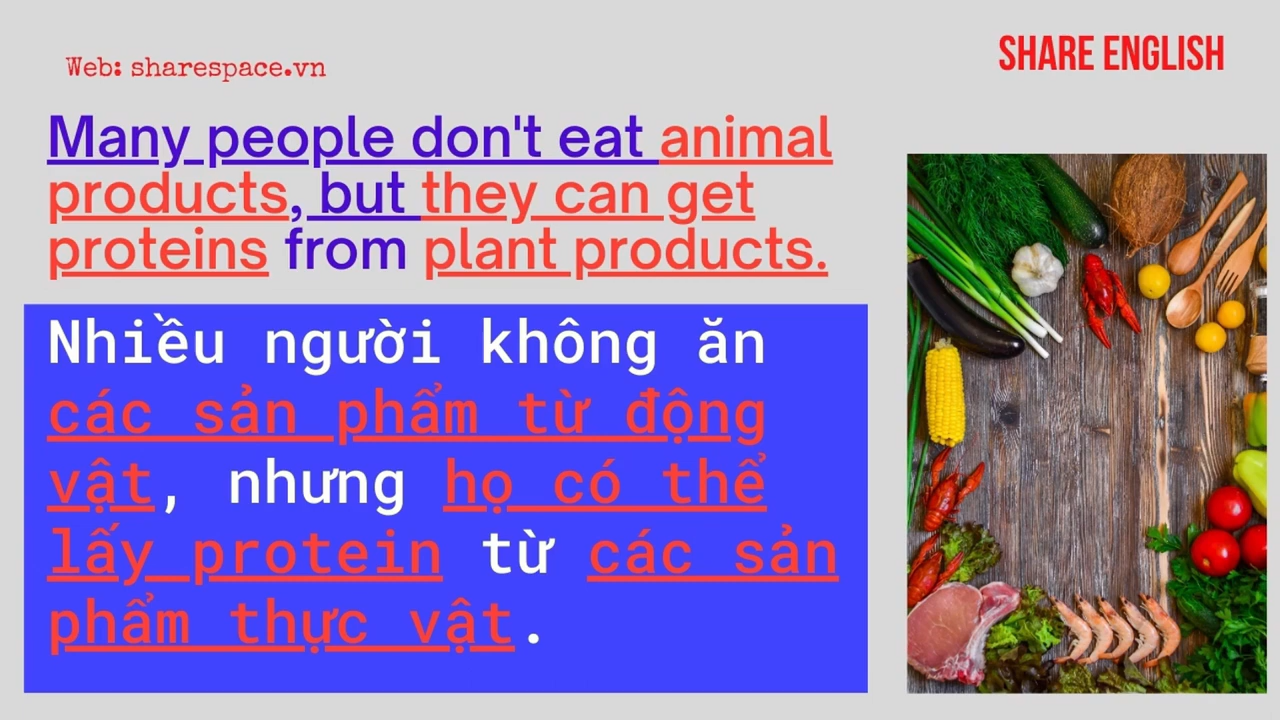 Web: sharespace.vn
SHARE ENGLISH
Many people don't eat animal
products, but they can get
proteins from plant products.
Nhiều người không ăn
các sản phẩm từ động
vật, nhưng họ có thể
lấy protein từ các sản
phẩm thực vật.